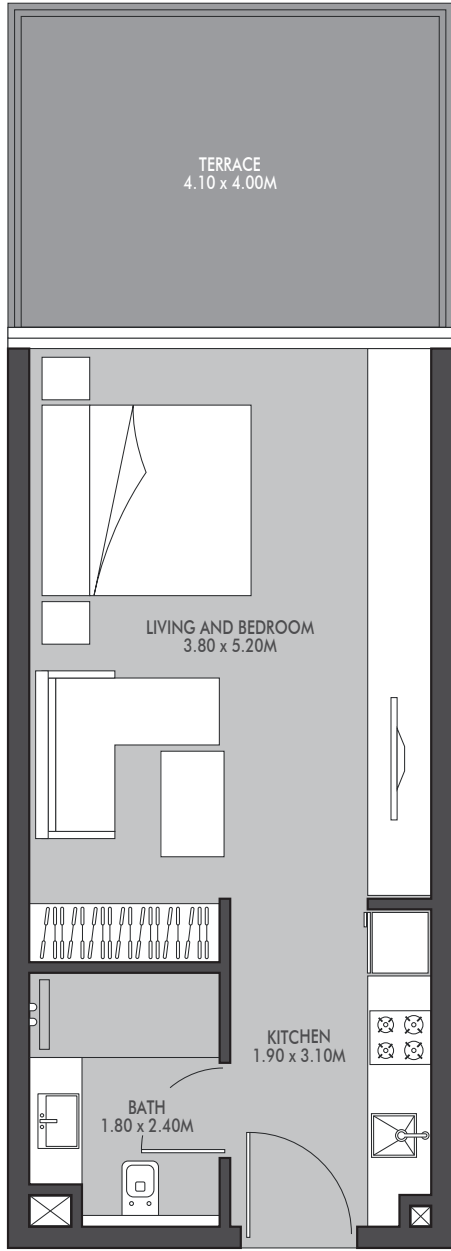 TERRACE
4.10 x 4.00M
LIVING AND BEDROOM
3.80 x 5.20M
KITCHEN
1.90 x 3.10M
BATH
1.80 x 2.40M